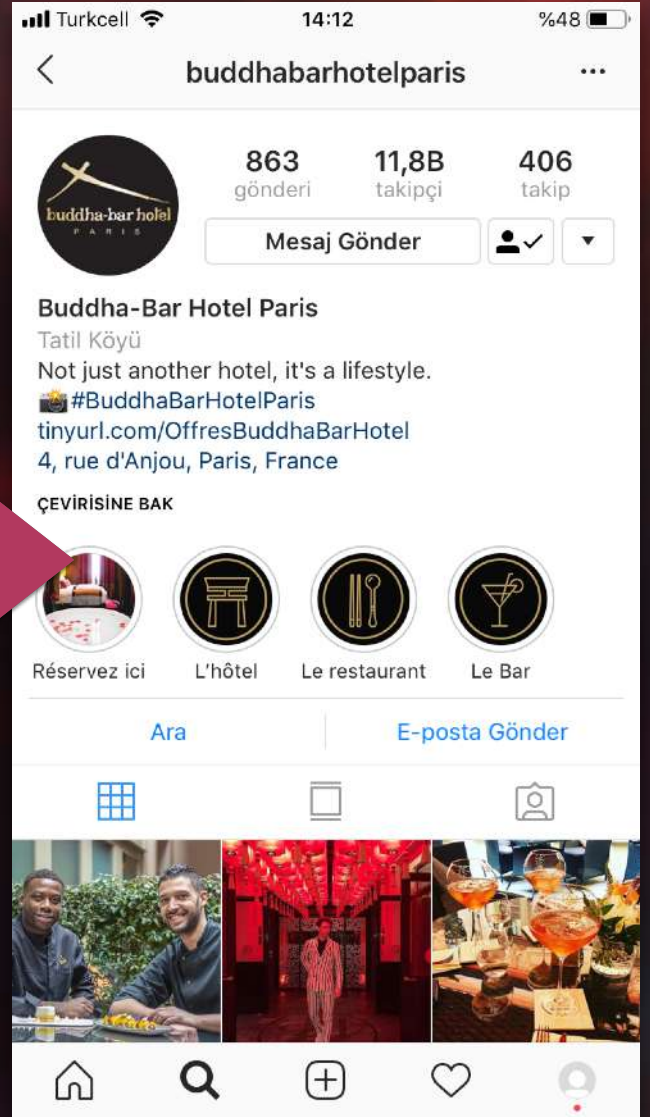 Turkcell 14:12 %48
buddhabarhotelparis
863 11,8B 406
gönderi takipçi takip
buddha-bar hotel
PARIS
Mesaj Gönder
Buddha-Bar Hotel Paris
Tatil Köyü
Not just another hotel, it's a lifestyle.
📸#BuddhaBarHotelParis
tinyurl.com/OffresBuddhaBarHotel
4, rue d'Anjou, Paris, France
ÇEVİRİSİNE BAK
Réservez ici L'hôtel Le restaurant Le Bar
Ara E-posta Gönder